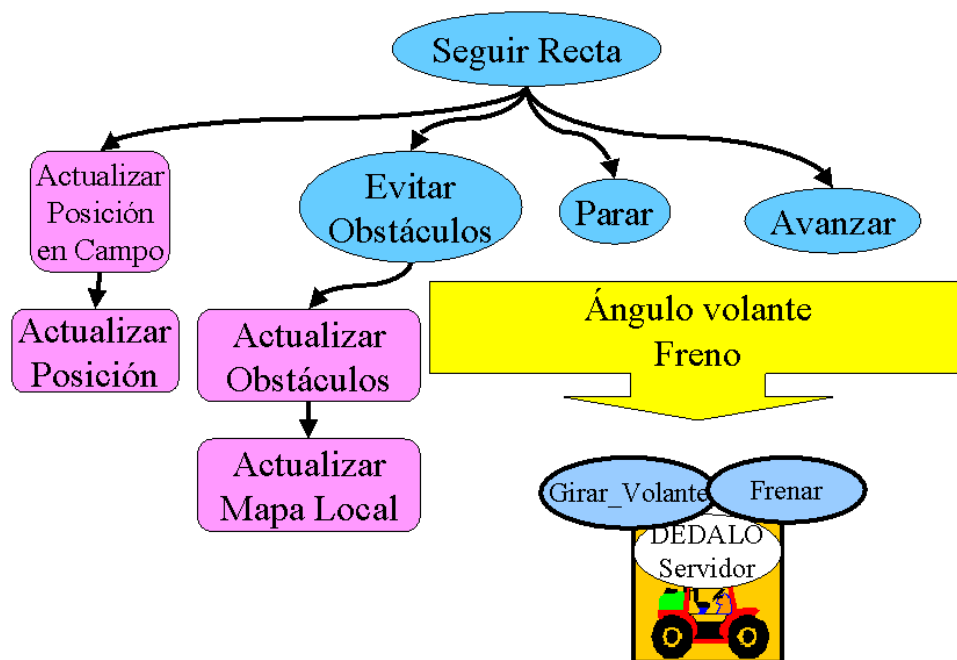 Seguir Recta
Actualizar
Posición
en Campo
Evitar
Obstáculos
Parar
Avanzar
Actualizar
Posición
Actualizar
Obstáculos
Ángulo volante
Freno
Actualizar
Mapa Local
Girar_Volante
Frenar
DEDALO
Servidor